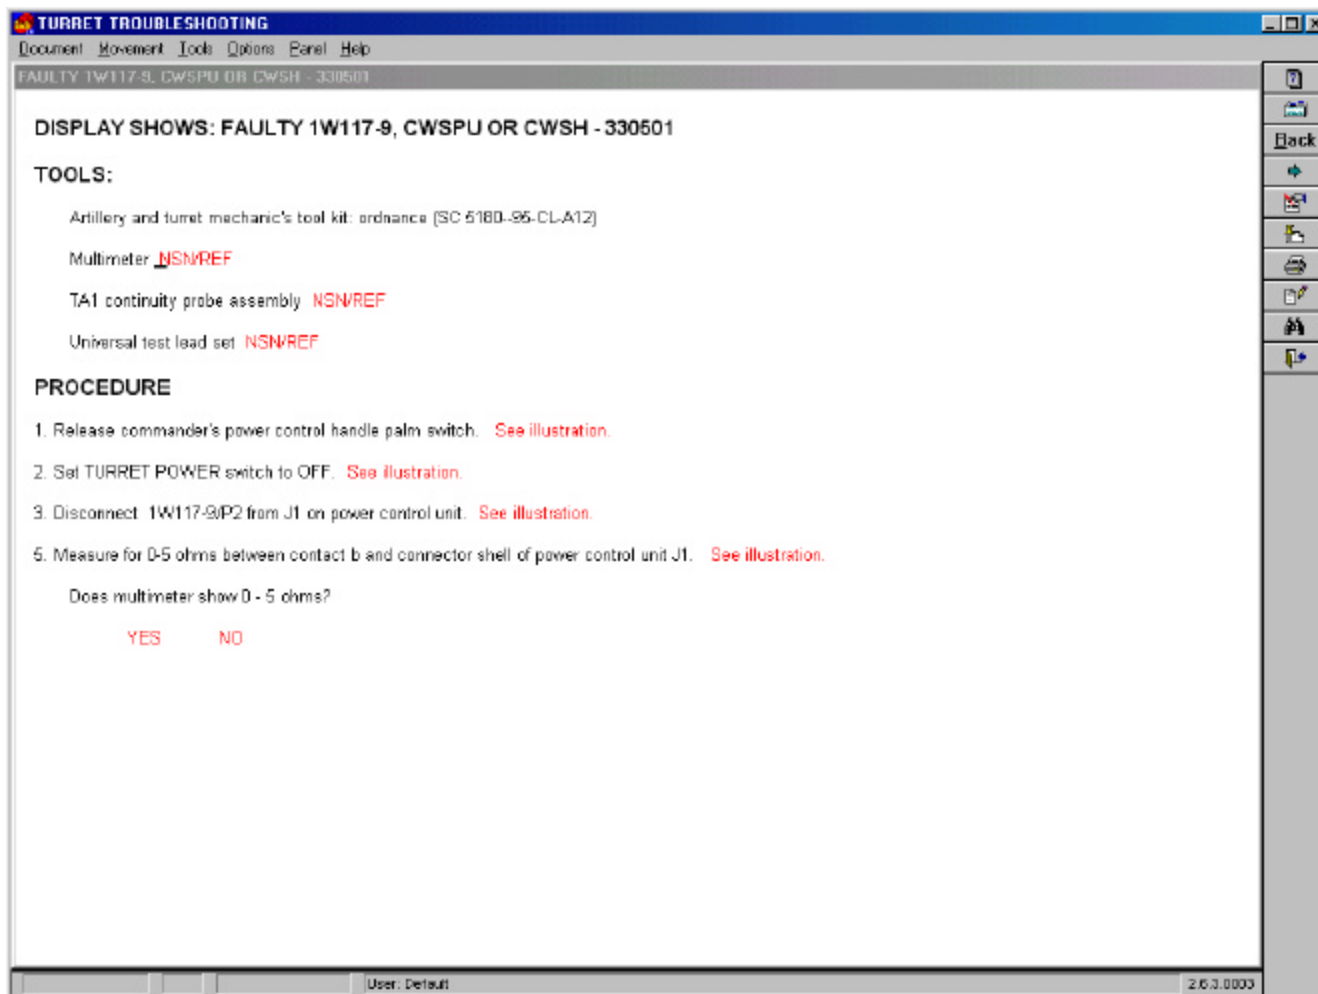 TURRET TROUBLESHOOTING
Document Movement Tools Options Panel Help
FAULTY 1W117-9, CWSPU OR CWSH - 330501
DISPLAY SHOWS: FAULTY 1W117-9, CWSPU OR CWSH - 330501
TOOLS:
Artillery and turret mechanic's tool kit: ordnance (SC 5180--95-CL-A12)
Multimeter NSN/REF
TA1 continuity probe assembly NSN/REF
Universal test lead set NSN/REF
PROCEDURE
1. Release commander's power control handle palm switch. See illustration.
2. Set TURRET POWER switch to OFF. See illustration.
3. Disconnect 1W117-9/P2 from J1 on power control unit. See illustration.
5. Measure for 0-5 ohms between contact b and connector shell of power control unit J1. See illustration.
Does multimeter show 0 - 5 ohms?
YES NO
Back
User: Default 2.6.3.0003